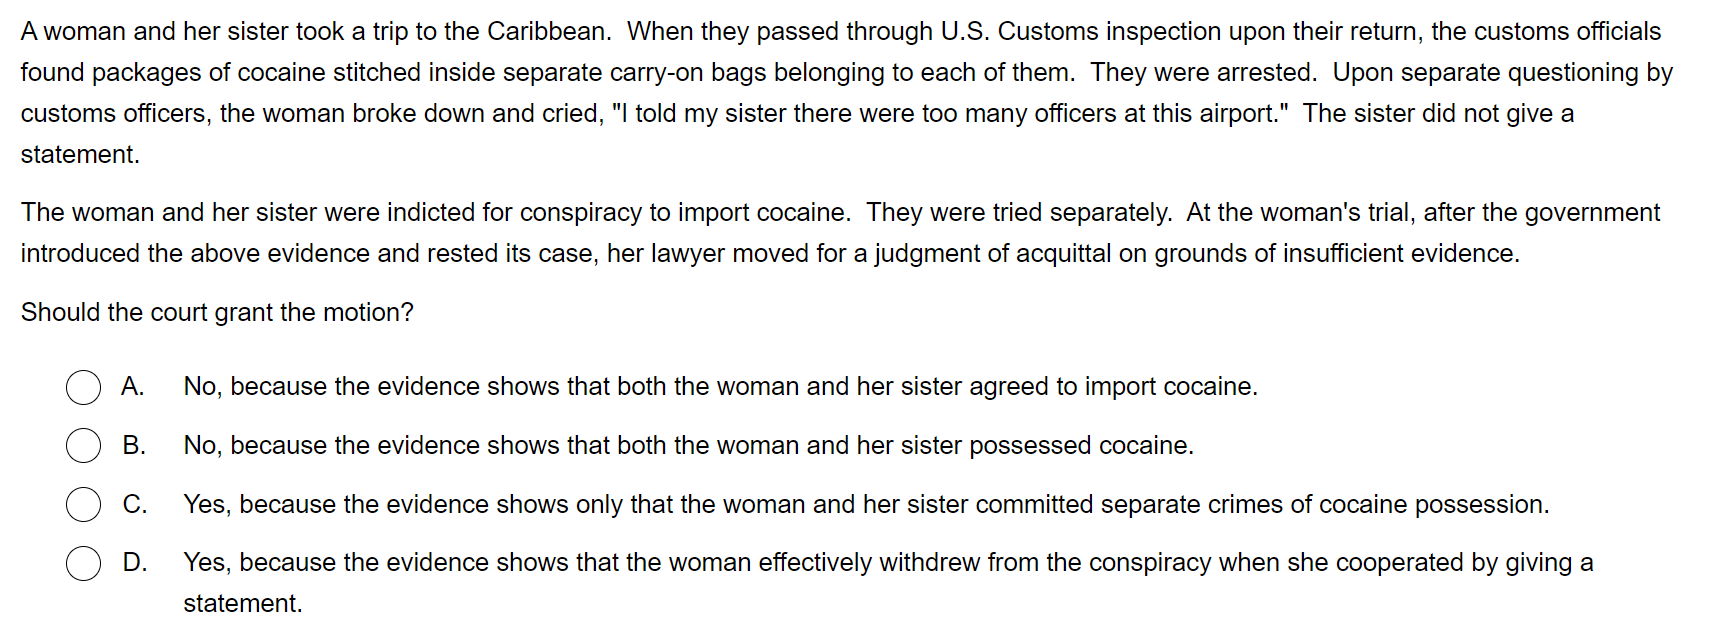 A woman and her sister took a trip to the Caribbean.  When they passed through U.S. Customs inspection upon their return, the customs officials
found packages of cocaine stitched inside separate carry-on bags belonging to each of them.  They were arrested.  Upon separate questioning by
customs officers, the woman broke down and cried, "I told my sister there were too many officers at this airport."  The sister did not give a
statement.
The woman and her sister were indicted for conspiracy to import cocaine.  They were tried separately.  At the woman's trial, after the government
introduced the above evidence and rested its case, her lawyer moved for a judgment of acquittal on grounds of insufficient evidence.
Should the court grant the motion?
A. No, because the evidence shows that both the woman and her sister agreed to import cocaine.
B. No, because the evidence shows that both the woman and her sister possessed cocaine.
C. Yes, because the evidence shows only that the woman and her sister committed separate crimes of cocaine possession.
D. Yes, because the evidence shows that the woman effectively withdrew from the conspiracy when she cooperated by giving a
statement.